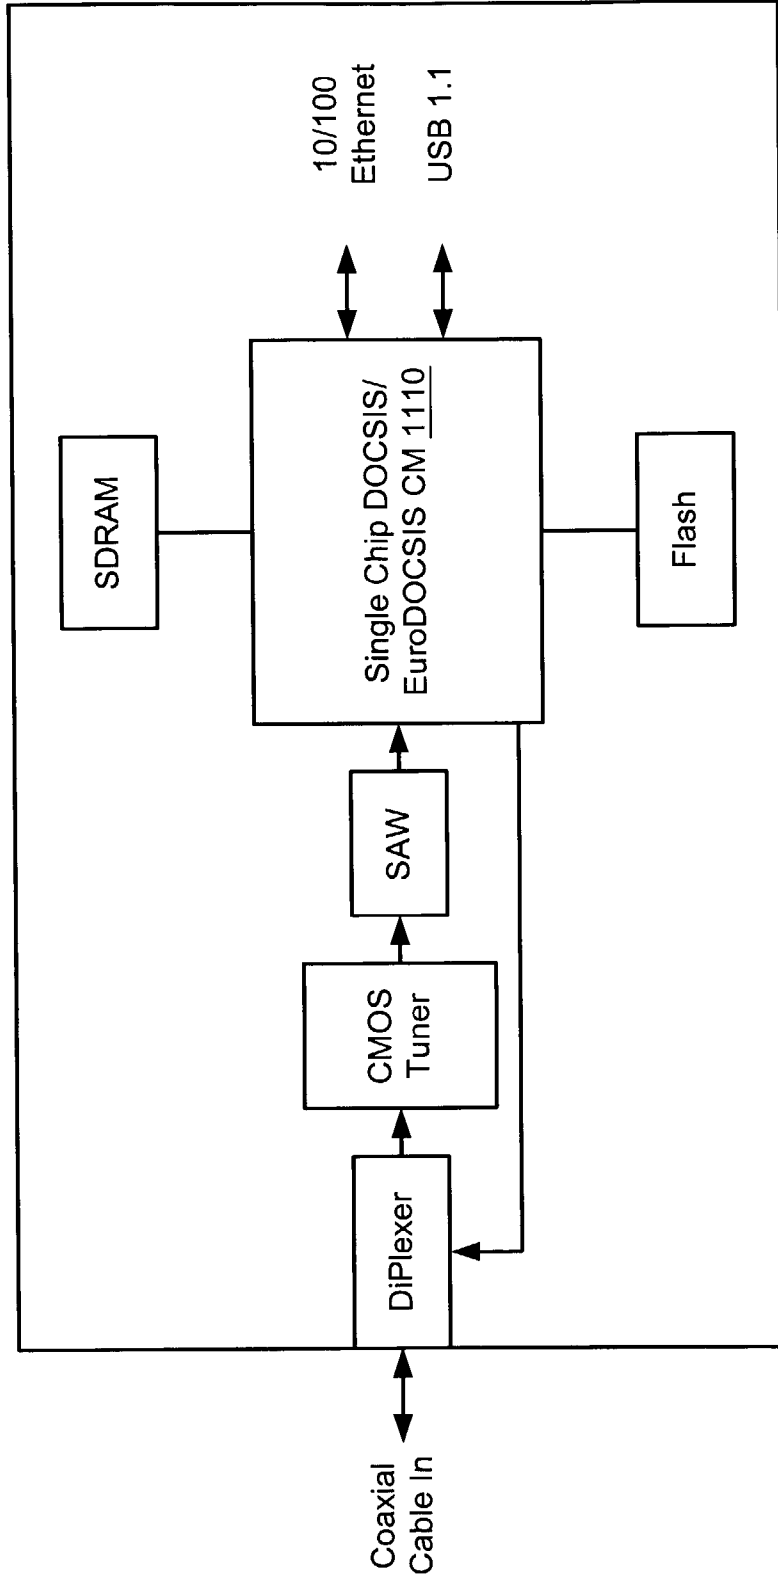 Coaxial
Cable In
DiPlexer
CMOS
Tuner
SAW
SDRAM
Single Chip DOCSIS/
EuroDOCSIS CM 1110
Flash
10/100
Ethernet
USB 1.1